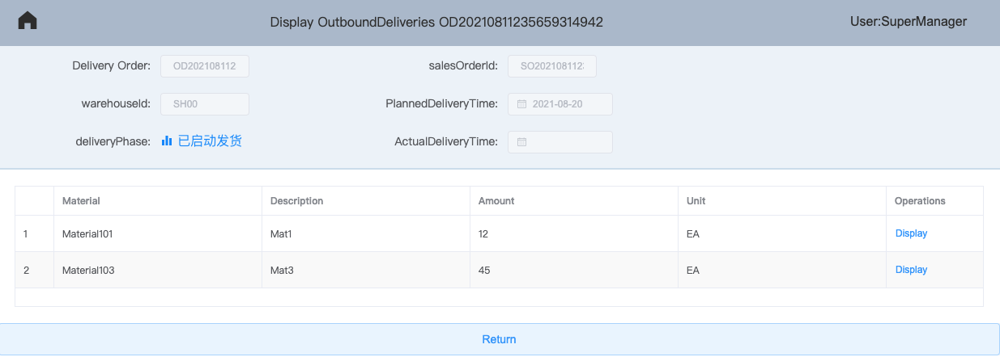 Display OutboundDeliveries OD20210811235659314942 User:SuperManager
Delivery Order: OD202108112 salesOrderId: SO2021081123
warehouseId: SH00 PlannedDeliveryTime: 2021-08-20
deliveryPhase: 已启动发货 ActualDeliveryTime:
Material Description Amount Unit Operations
1 Material101 Mat1 12 EA Display
2 Material103 Mat3 45 EA Display
Return